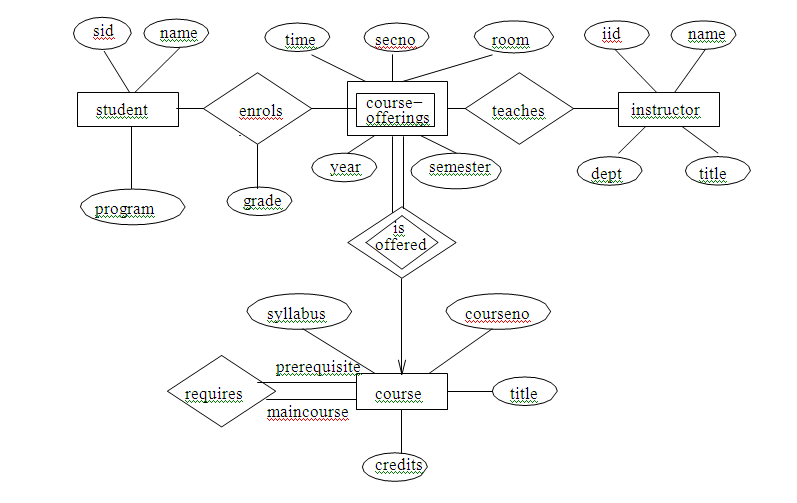 sid
name
time
secno
room
iid
name
student
enrols
course-
offerings
teaches
instructor
year
semester
dept
title
program
grade
is
offered
syllabus
courseno
prerequisite
requires
course
title
maincourse
credits